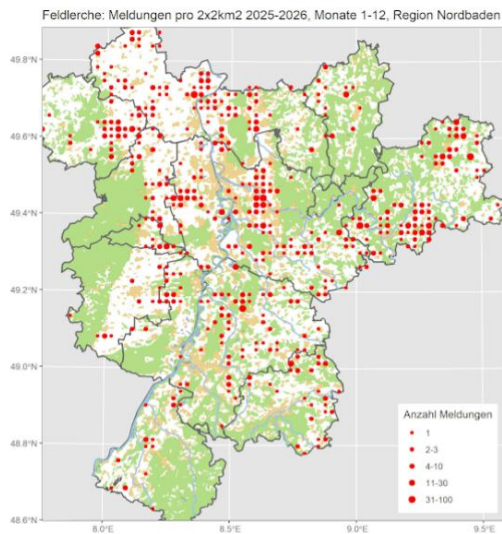 Feldlerche: Meldungen pro 2x2km2 2025-2026, Monate 1-12, Region Nordbaden
49.8°N
49.6°N
49.4°N
49.2°N
49.0°N
48.8°N
48.6°N
8.0°E
8.5°E
9.0°E
9.5°E
Anzahl Meldungen
1
2-3
4-10
11-30
31-100